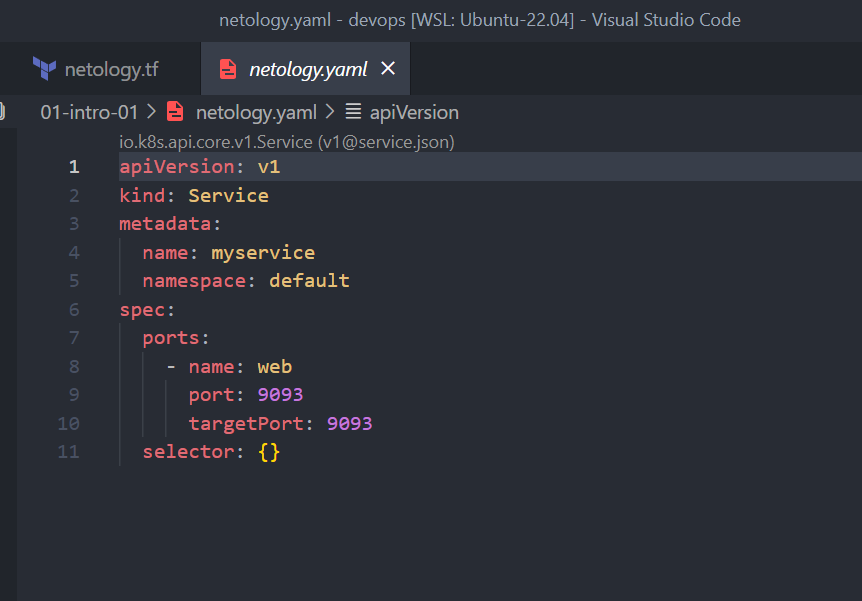 netology.yaml - devops [WSL: Ubuntu-22.04] - Visual Studio Code
netology.tf netology.yaml
01-intro-01 > netology.yaml > apiVersion
io.k8s.api.core.v1.Service (v1@service.json)
1 apiVersion: v1
2 kind: Service
3 metadata:
4   name: myservice
5   namespace: default
6 spec:
7   ports:
8     - name: web
9       port: 9093
10       targetPort: 9093
11   selector: {}